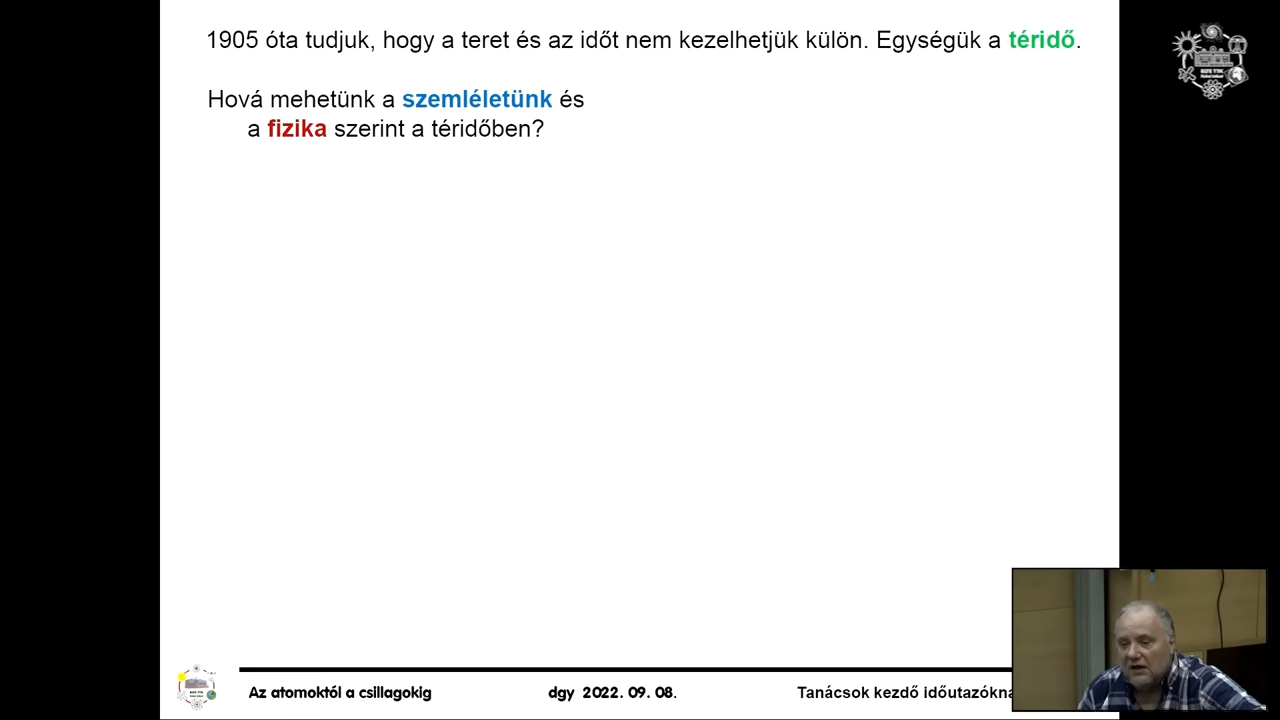 1905 óta tudjuk, hogy a teret és az időt nem kezelhetjük külön. Egységük a téridő.
Hová mehetünk a szemléletünk és
a fizika szerint a téridőben?
Az atomoktól a csillagokig
dgy 2022. 09. 08.
Tanácsok kezdő